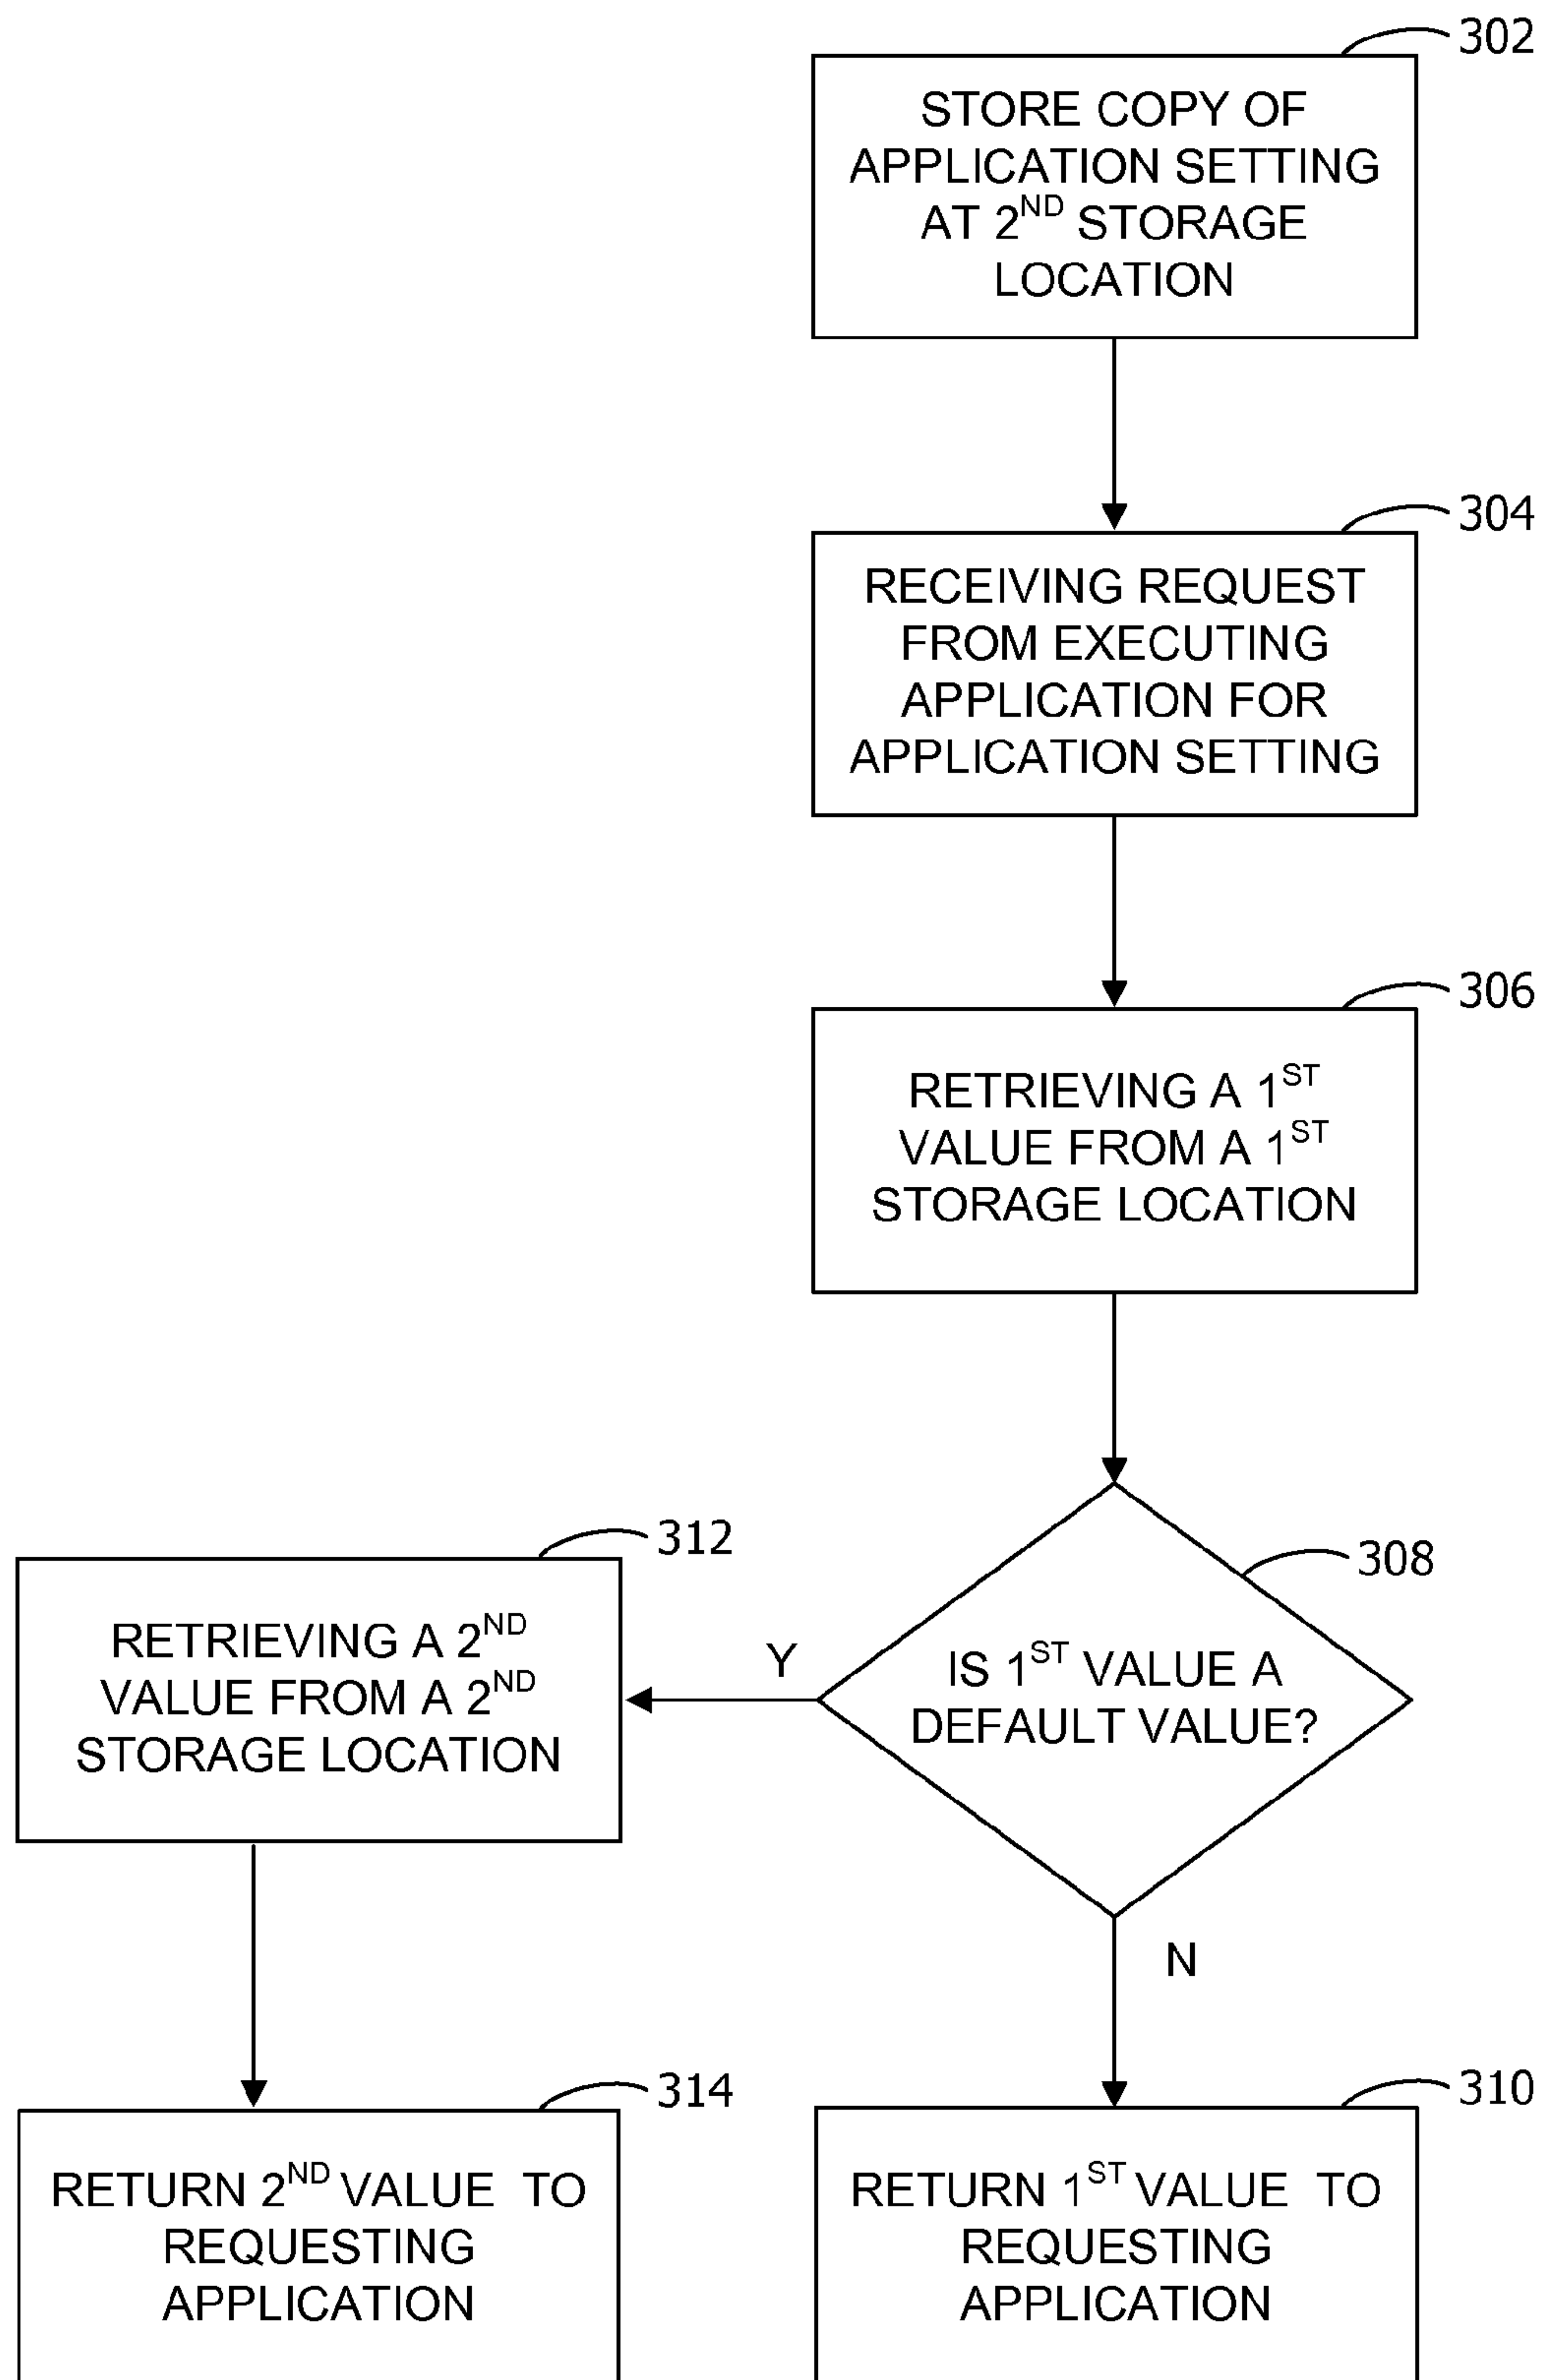 302
STORE COPY OF
APPLICATION SETTING
AT 2ND STORAGE
LOCATION
304
RECEIVING REQUEST
FROM EXECUTING
APPLICATION FOR
APPLICATION SETTING
306
RETRIEVING A 1ST
VALUE FROM A 1ST
STORAGE LOCATION
308
IS 1ST VALUE A
DEFAULT VALUE?
Y
N
312
RETRIEVING A 2ND
VALUE FROM A 2ND
STORAGE LOCATION
314
RETURN 2ND VALUE TO
REQUESTING
APPLICATION
310
RETURN 1ST VALUE TO
REQUESTING
APPLICATION